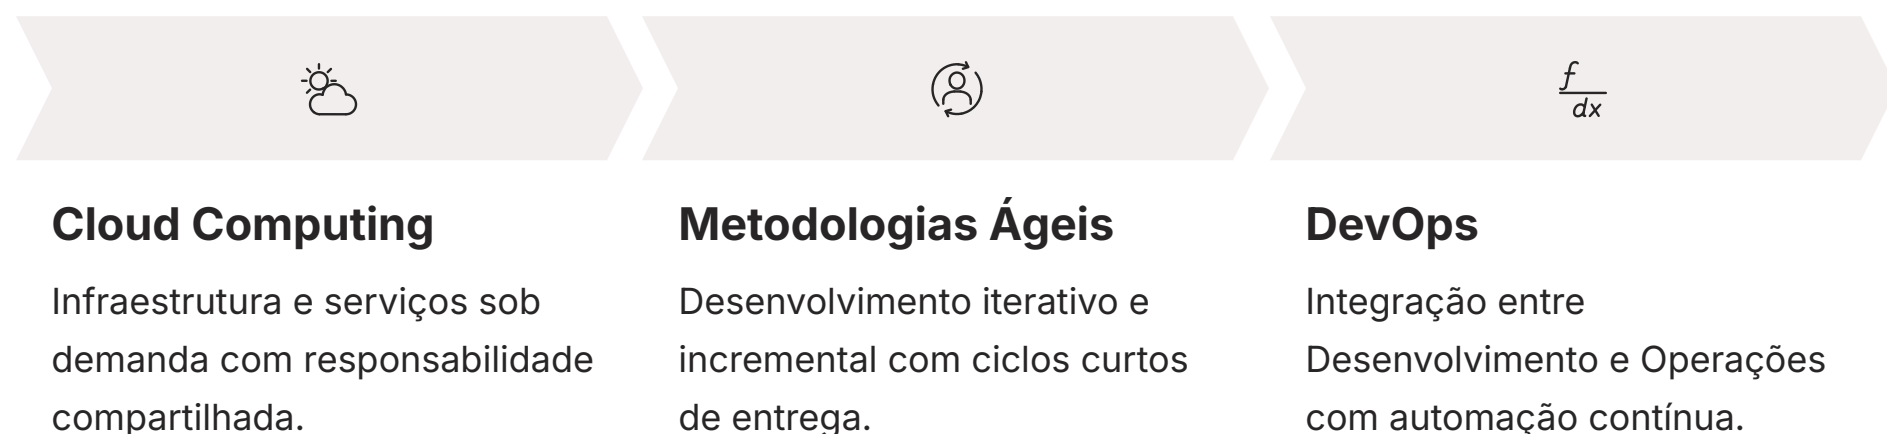 f
dx
Cloud Computing
Infraestrutura e serviços sob
demanda com responsabilidade
compartilhada.
Metodologias Ágeis
Desenvolvimento iterativo e
incremental com ciclos curtos
de entrega.
DevOps
Integração entre
Desenvolvimento e Operações
com automação contínua.